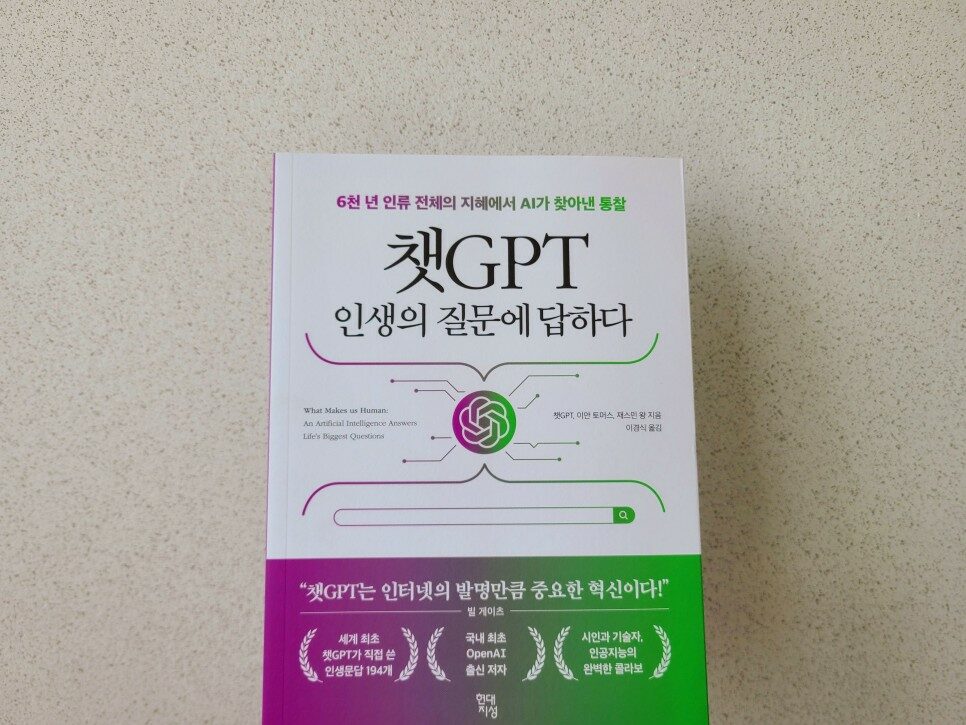 6천 년 인류 전체의 지혜에서 AI가 찾아낸 통찰
챗GPT
인생의 질문에 답하다
What Makes us Human:
An Artificial Intelligence Answers
Life's Biggest Questions
챗GPT, 이안 토머스, 재스민 왕 지음
이경식 옮김
“챗GPT는 인터넷의 발명만큼 중요한 혁신이다!”
빌 게이츠
세계 최초
챗GPT가 직접 쓴
인생문답 194개
국내 최초
OpenAI
출신 저자
시인과 기술자,
인공지능의
완벽한 콜라보
현대
지성